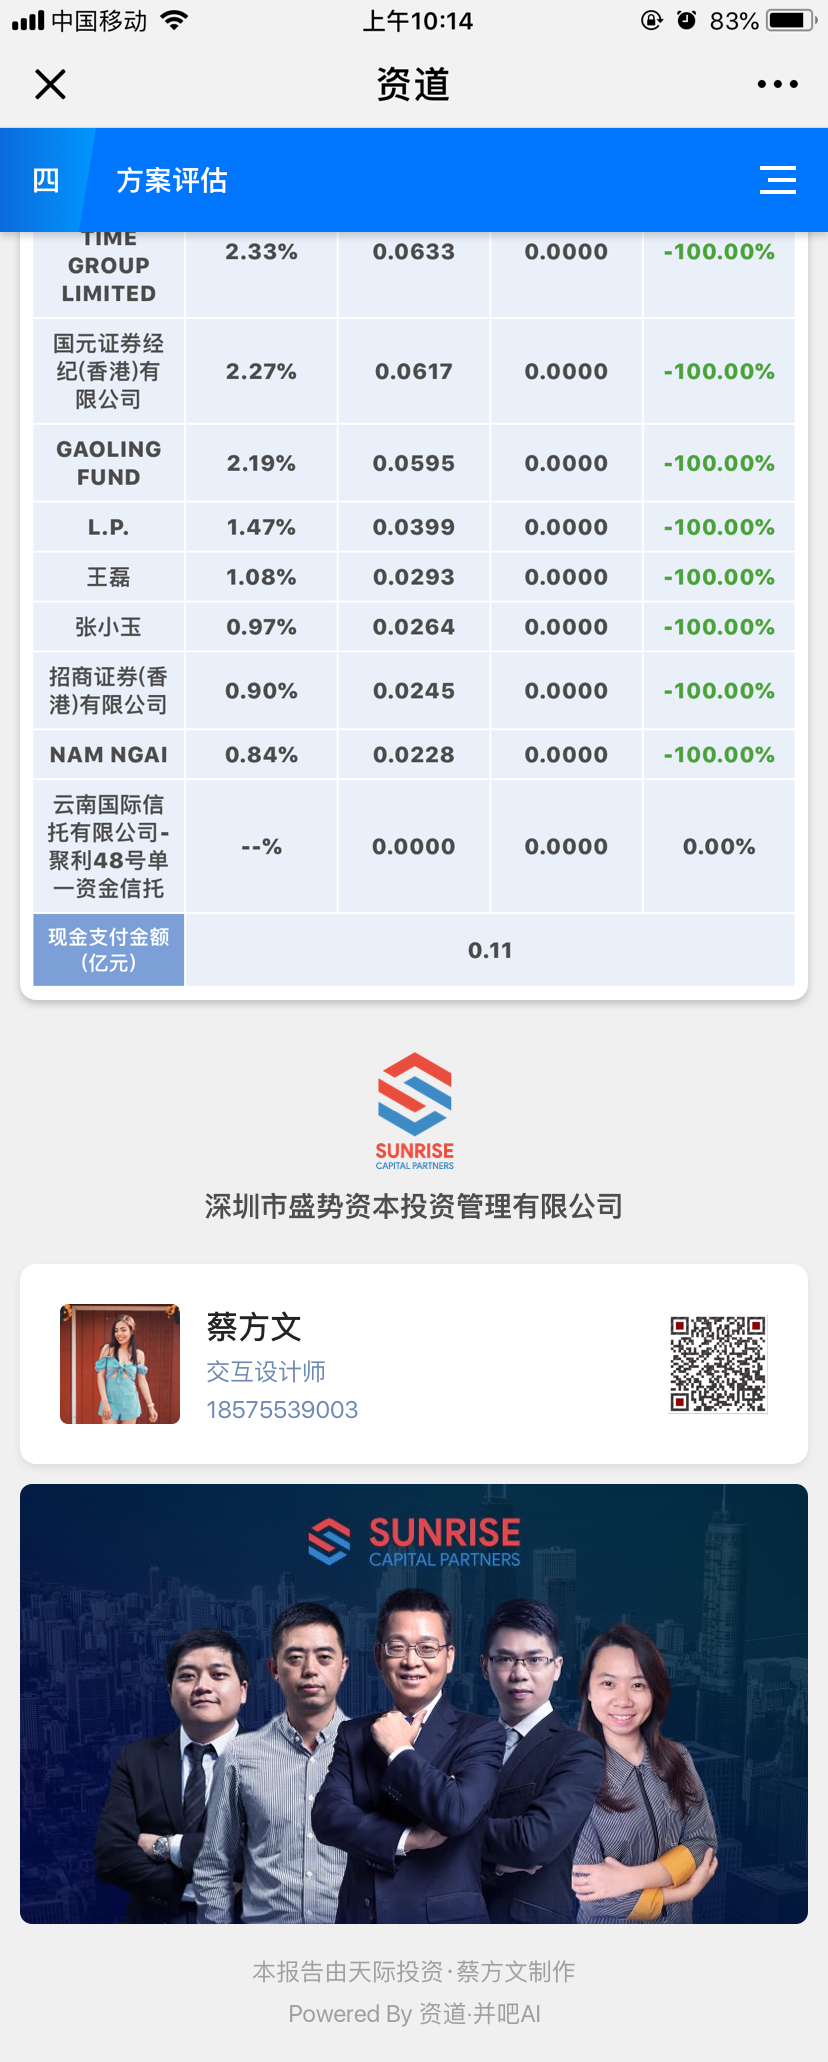 中国移动 上午10:14 83%
资道
四 方案评估
TIME
GROUP
LIMITED
2.33% 0.0633 0.0000 -100.00%
国元证券经
纪(香港)有
限公司
2.27% 0.0617 0.0000 -100.00%
GAOLING
FUND
2.19% 0.0595 0.0000 -100.00%
L.P. 1.47% 0.0399 0.0000 -100.00%
王磊 1.08% 0.0293 0.0000 -100.00%
张小玉 0.97% 0.0264 0.0000 -100.00%
招商证券(香
港)有限公司
0.90% 0.0245 0.0000 -100.00%
NAM NGAI 0.84% 0.0228 0.0000 -100.00%
云南国际信
托有限公司-
聚利48号单
一资金信托
--% 0.0000 0.0000 0.00%
现金支付金额
(亿元)
0.11
SUNRISE
CAPITAL PARTNERS
深圳市盛势资本投资管理有限公司
蔡方文
交互设计师
18575539003
SUNRISE
CAPITAL PARTNERS
本报告由天际投资·蔡方文制作
Powered By 资道·并吧AI